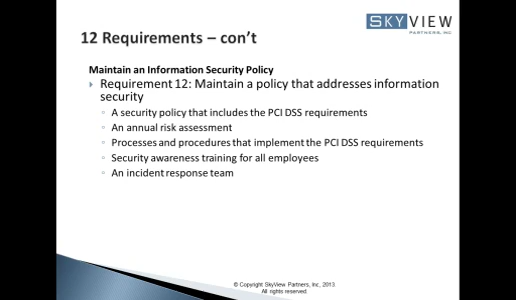 SKYVIEW
PARTNERS, INC
12 Requirements – con’t
Maintain an Information Security Policy
Requirement 12: Maintain a policy that addresses information
security
A security policy that includes the PCI DSS requirements
An annual risk assessment
Processes and procedures that implement the PCI DSS requirements
Security awareness training for all employees
An incident response team
© Copyright SkyView Partners, Inc, 2013.
All rights reserved.